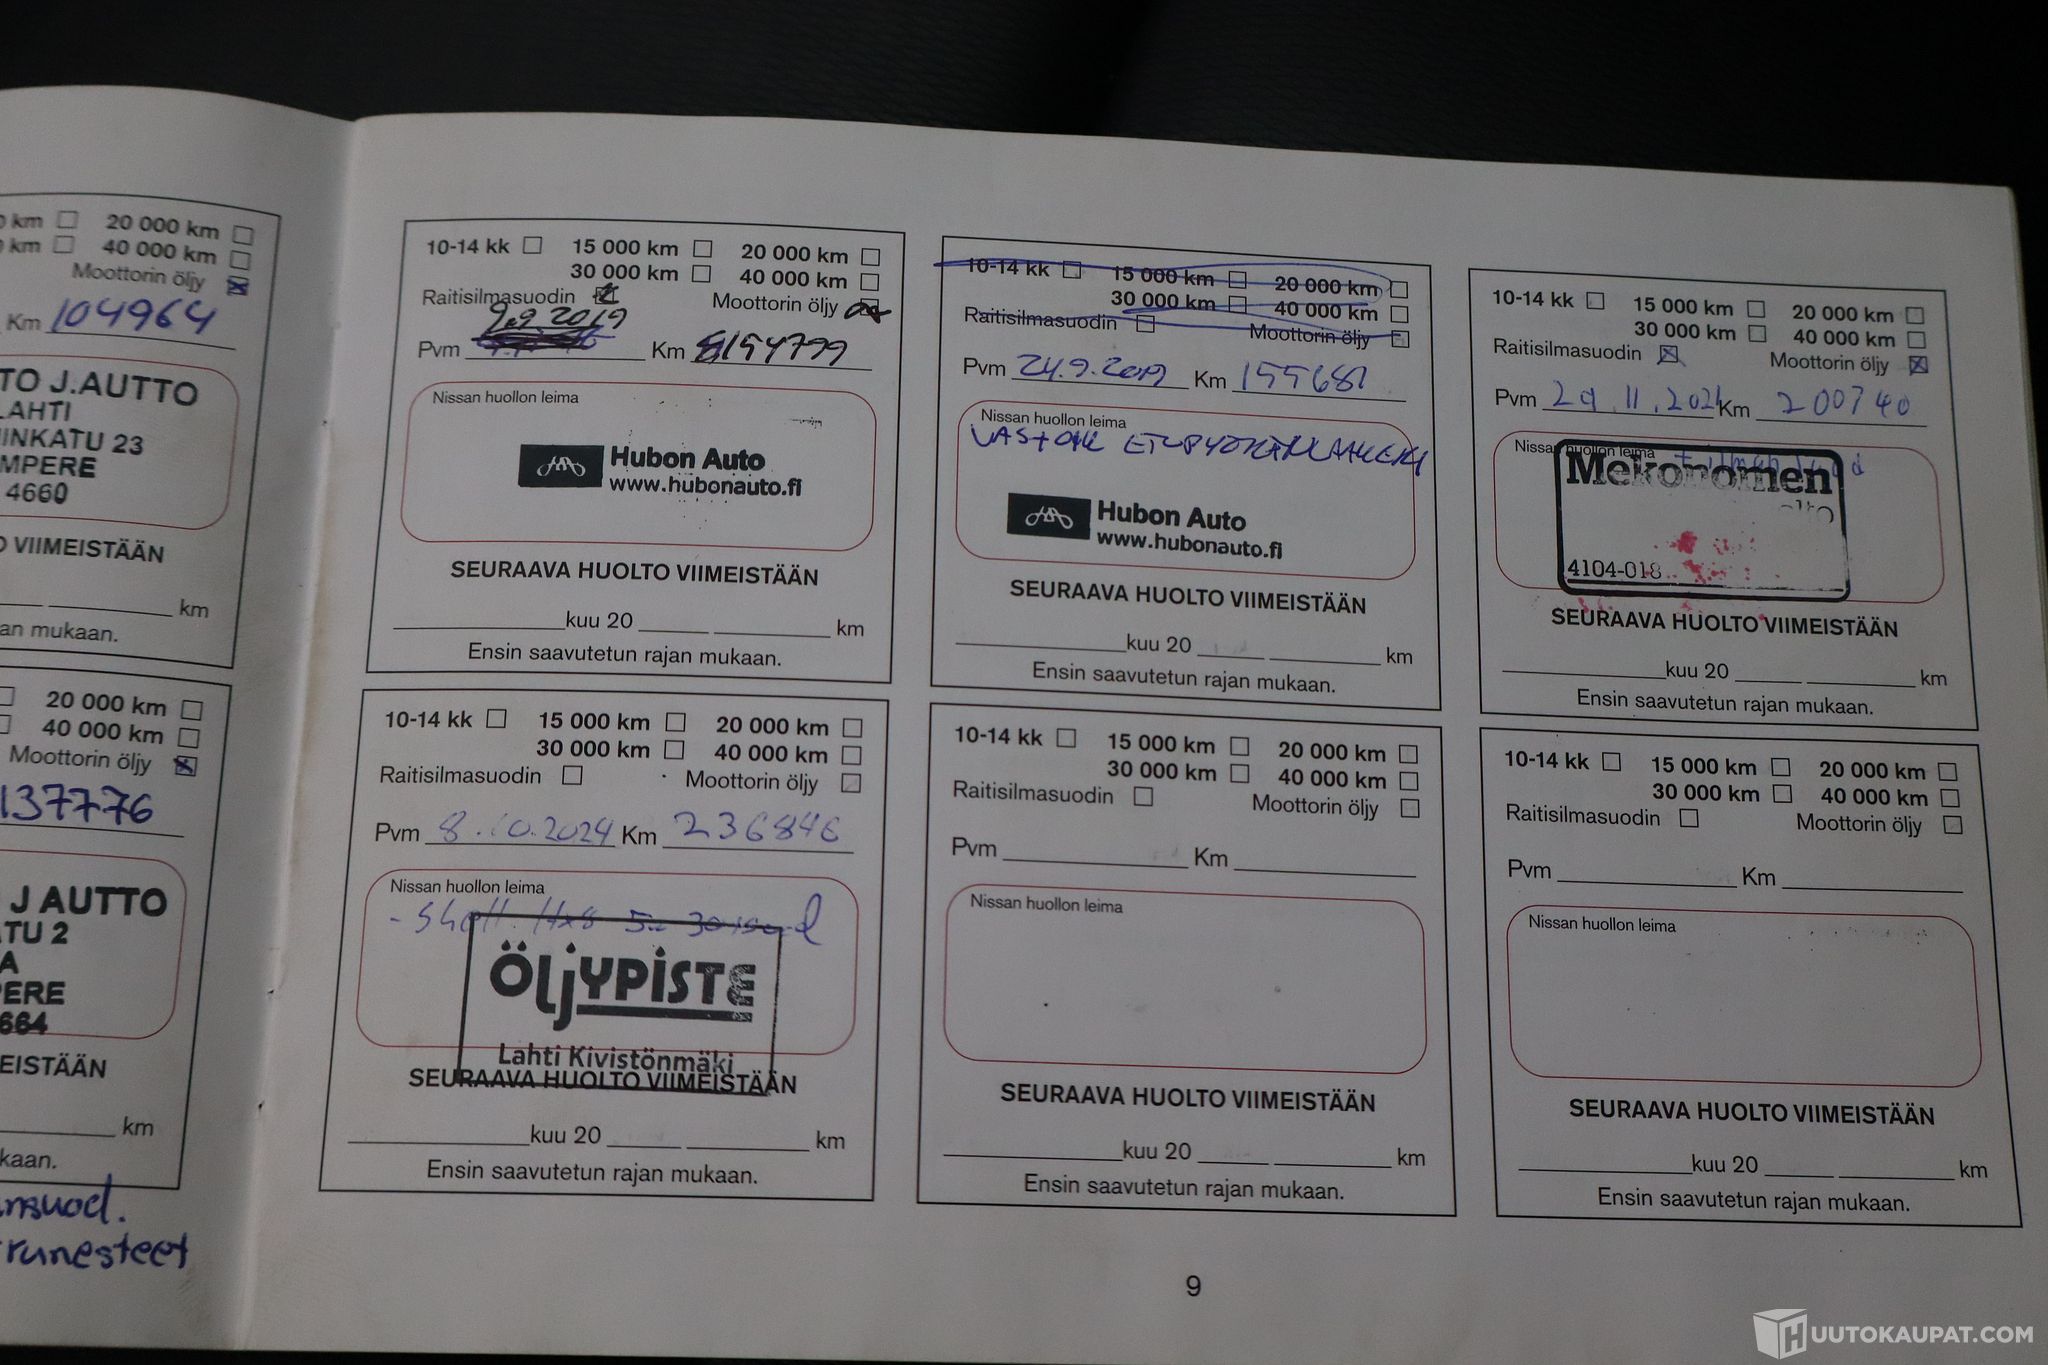 km 20 000 km
km 40 000 km
Moottorin öljy
Km 104964
TO J.AUTTO
LAHTI
INKATU 23
MPERE
4660
VIIMEISTÄÄN
km
an mukaan.
20 000 km
40 000 km
Moottorin öljy
137776
J AUTTO
TU 2
A
PERE
664
EISTÄÄN
km
kaan.
runesteet
10-14 kk 15 000 km 20 000 km
30 000 km 40 000 km
Raitisilmasuodin Moottorin öljy
9.9 2019
Pvm Km 154799
Nissan huollon leima
Hubon Auto
www.hubonauto.fi
SEURAAVA HUOLTO VIIMEISTÄÄN
kuu 20 km
Ensin saavutetun rajan mukaan.
10-14 kk 15 000 km 20 000 km
30 000 km 40 000 km
Raitisilmasuodin Moottorin öljy
Pvm 24.9.2019 Km 155681
Nissan huollon leima
Hubon Auto
www.hubonauto.fi
SEURAAVA HUOLTO VIIMEISTÄÄN
kuu 20 km
Ensin saavutetun rajan mukaan.
10-14 kk 15 000 km 20 000 km
30 000 km 40 000 km
Raitisilmasuodin Moottorin öljy
Pvm 29.11.2021 Km 200740
Nissan huollon leima
Mekonomen
4104-018
SEURAAVA HUOLTO VIIMEISTÄÄN
kuu 20 km
Ensin saavutetun rajan mukaan.
10-14 kk 15 000 km 20 000 km
30 000 km 40 000 km
Raitisilmasuodin Moottorin öljy
Pvm 8.10.2024 Km 236846
Nissan huollon leima
- Shell Hx8 5w 30
ÖLJYPISTE
Lahti Kivistönmäki
SEURAAVA HUOLTO VIIMEISTÄÄN
kuu 20 km
Ensin saavutetun rajan mukaan.
10-14 kk 15 000 km 20 000 km
30 000 km 40 000 km
Raitisilmasuodin Moottorin öljy
Pvm Km
Nissan huollon leima
SEURAAVA HUOLTO VIIMEISTÄÄN
kuu 20 km
Ensin saavutetun rajan mukaan.
10-14 kk 15 000 km 20 000 km
30 000 km 40 000 km
Raitisilmasuodin Moottorin öljy
Pvm Km
Nissan huollon leima
SEURAAVA HUOLTO VIIMEISTÄÄN
kuu 20 km
Ensin saavutetun rajan mukaan.
9
HUUTOKAUPAT.COM